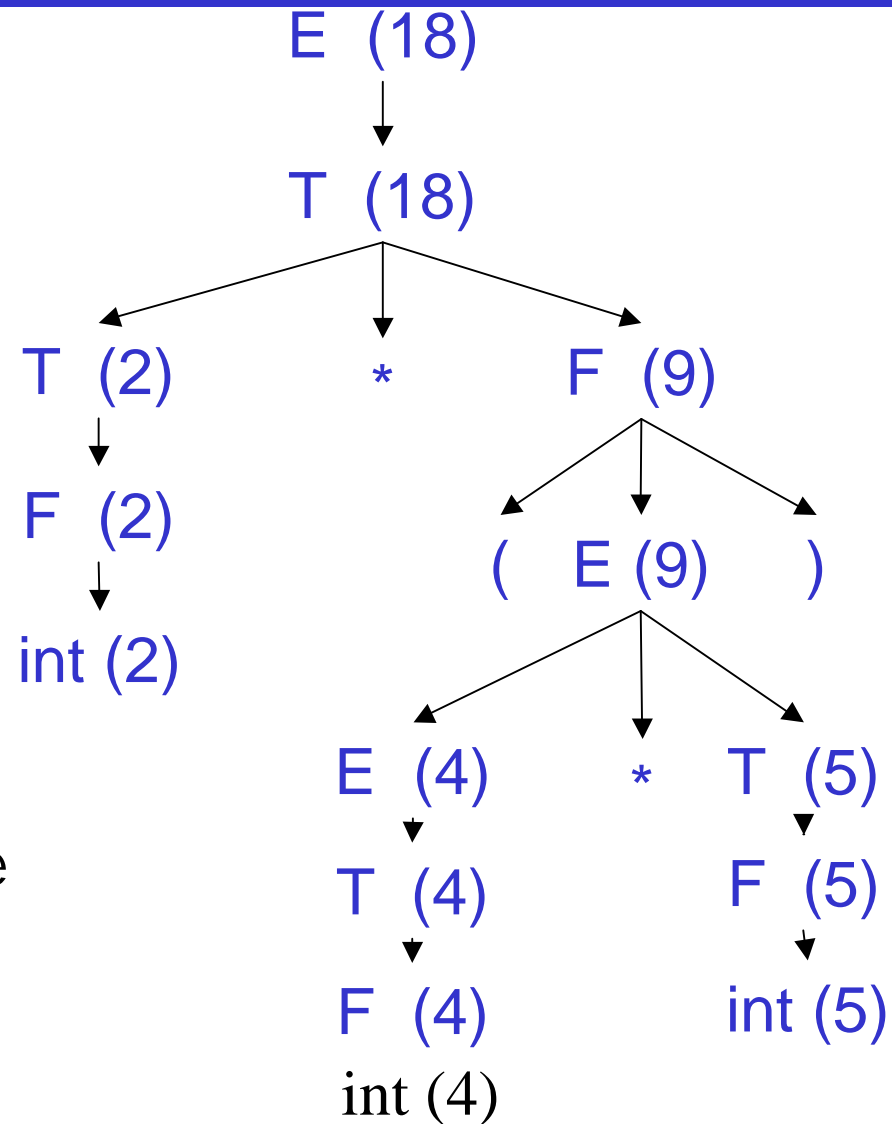 E (18)
T (18)
T (2) * F (9)
F (2)
( E (9) )
int (2)
E (4) * T (5)
e
T (4) F (5)
F (4) int (5)
int (4)